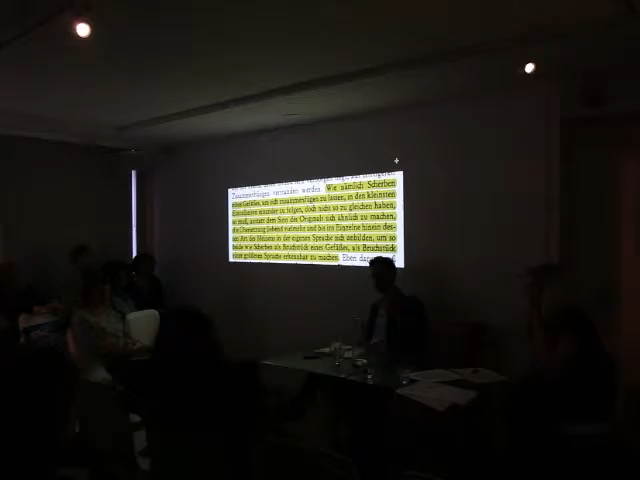 Zusammenhängen verstanden werden. Wie nämlich Scherben
eines Gefäßes, um sich zusammenfügen zu lassen, in den kleinsten
Einzelheiten einander zu folgen, doch nicht so zu gleichen haben,
so muß, anstatt dem Sinn des Originals sich ähnlich zu machen,
die Übersetzung liebend vielmehr und bis ins Einzelne hinein des-
sen Art des Meinens in der eigenen Sprache sich anbilden, um so
beide wie Scherben als Bruchstück eines Gefäßes, als Bruchstück
einer größeren Sprache erkennbar zu machen. Eben